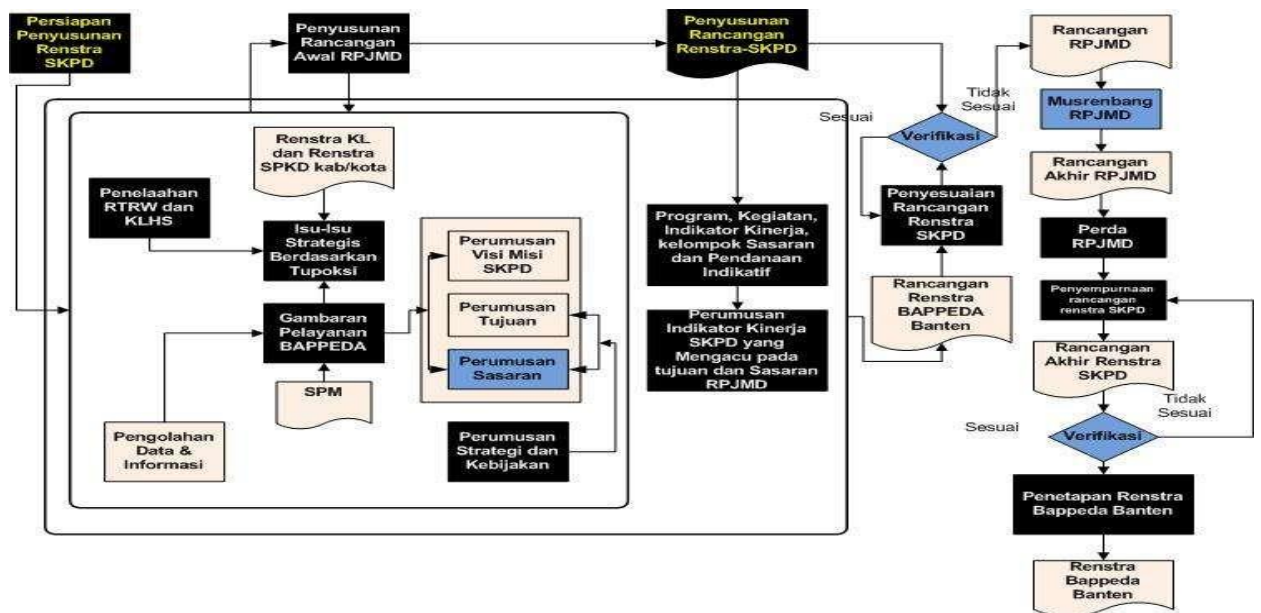 Persiapan
Penyusunan
Renstra
SKPD
Penyusunan
Rancangan
Awal RPJMD
Penyusunan
Rancangan
Renstra-SKPD
Rancangan
RPJMD
Tidak
Sesuai
Sesuai
Verifikasi
Musrenbang
RPJMD
Renstra KL
dan Renstra
SPKD kab/kota
Rancangan
Akhir RPJMD
Penelaahan
RTRW dan
KLHS
Isu-Isu
Strategis
Berdasarkan
Tupoksi
Perumusan
Visi Misi
SKPD
Program, Kegiatan,
Indikator Kinerja,
kelompok Sasaran
dan Pendanaan
Indikatif
Penyesuaian
Rancangan
Renstra
SKPD
Perda
RPJMD
Gambaran
Pelayanan
BAPPEDA
Perumusan
Tujuan
Perumusan
Sasaran
Perumusan
Indikator Kinerja
SKPD yang
Mengacu pada
tujuan dan Sasaran
RPJMD
Rancangan
Renstra
BAPPEDA
Banten
Penyempurnaan
rancangan
renstra SKPD
Rancangan
Akhir Renstra
SKPD
SPM
Tidak
Sesuai
Sesuai
Verifikasi
Pengolahan
Data &
Informasi
Perumusan
Strategi dan
Kebijakan
Penetapan Renstra
Bappeda Banten
Renstra
Bappeda
Banten